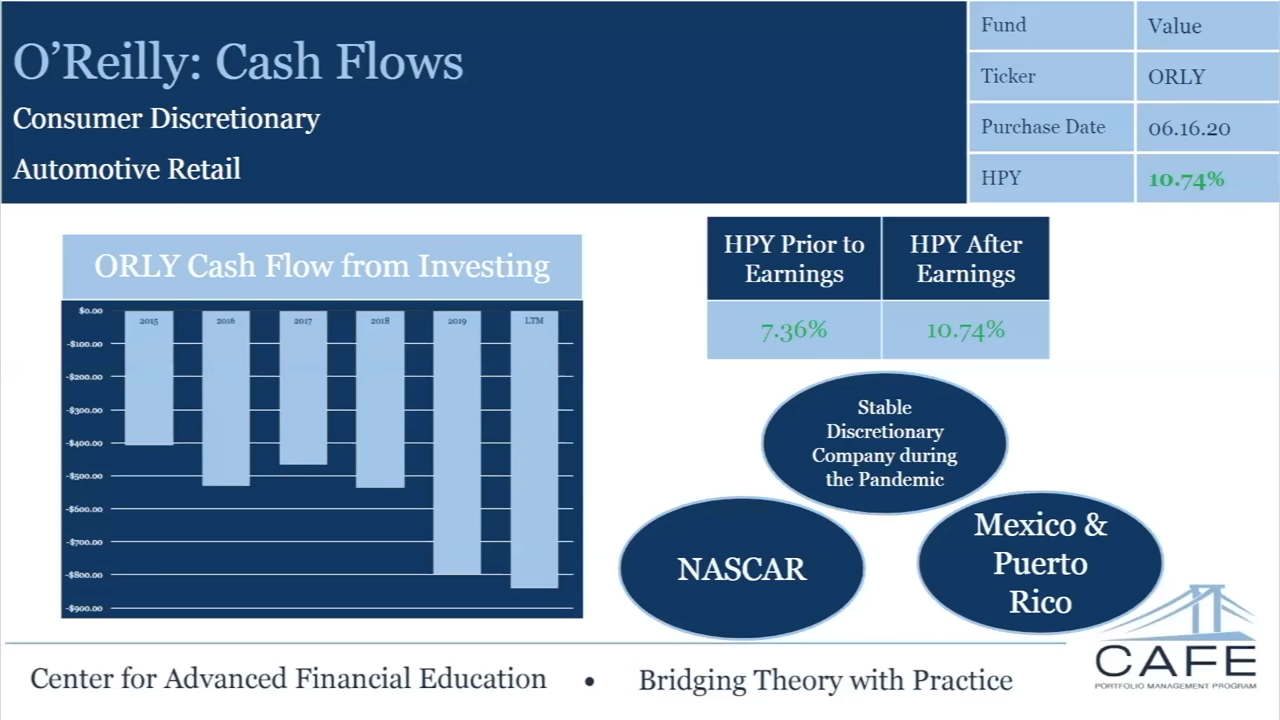 O’Reilly: Cash Flows
Consumer Discretionary
Automotive Retail
Fund Value
Ticker ORLY
Purchase Date 06.16.20
HPY 10.74%
ORLY Cash Flow from Investing
$0.00
-$100.00
-$200.00
-$300.00
-$400.00
-$500.00
-$600.00
-$700.00
-$800.00
-$900.00
2015 2016 2017 2018 2019 LTM
HPY Prior to
Earnings
HPY After
Earnings
7.36% 10.74%
Stable
Discretionary
Company during
the Pandemic
NASCAR
Mexico &
Puerto
Rico
CAFE
PORTFOLIO MANAGEMENT PROGRAM
Center for Advanced Financial Education • Bridging Theory with Practice